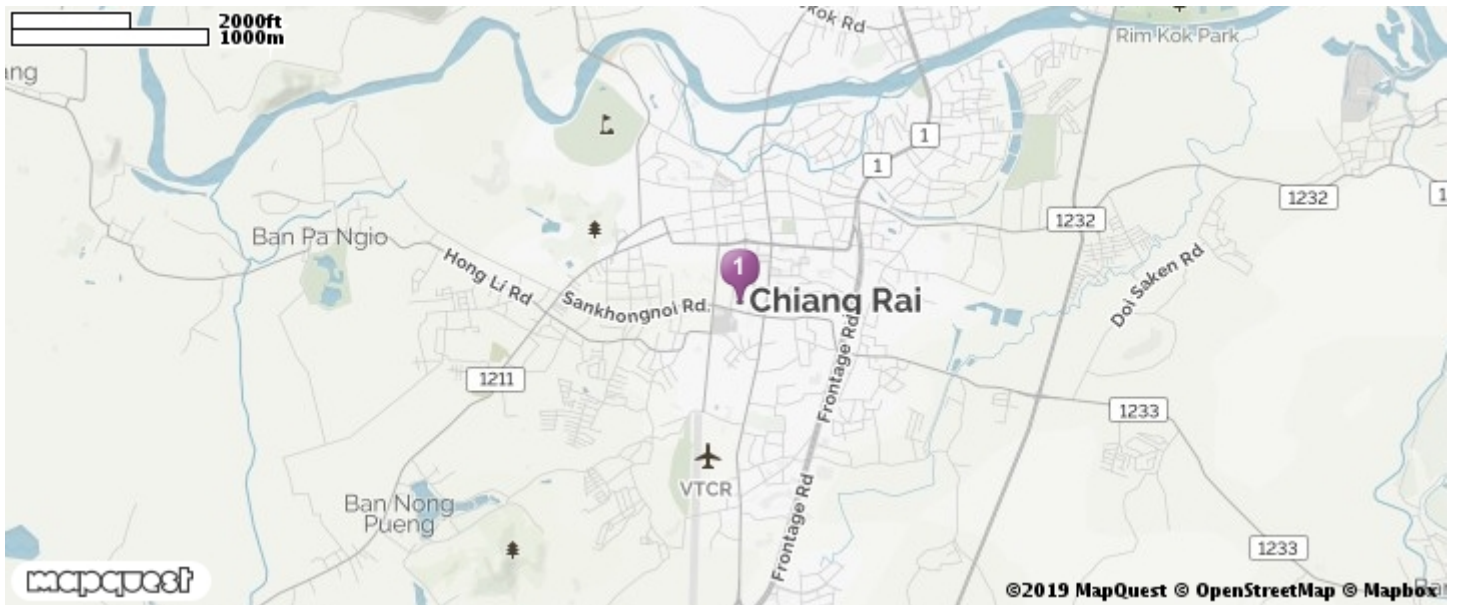 2000ft
1000m
kok Rd
Rim Kok Park
ang
1
1
1232
1232
1
Ban Pa Ngio
Hong Li Rd
Sankhongnoi Rd.
1
Chiang Rai
Doi Saken Rd
Frontage Rd
1211
1233
VTCR
Frontage Rd
Ban Nong
Pueng
1233
mapquest
©2019 MapQuest © OpenStreetMap © Mapbox